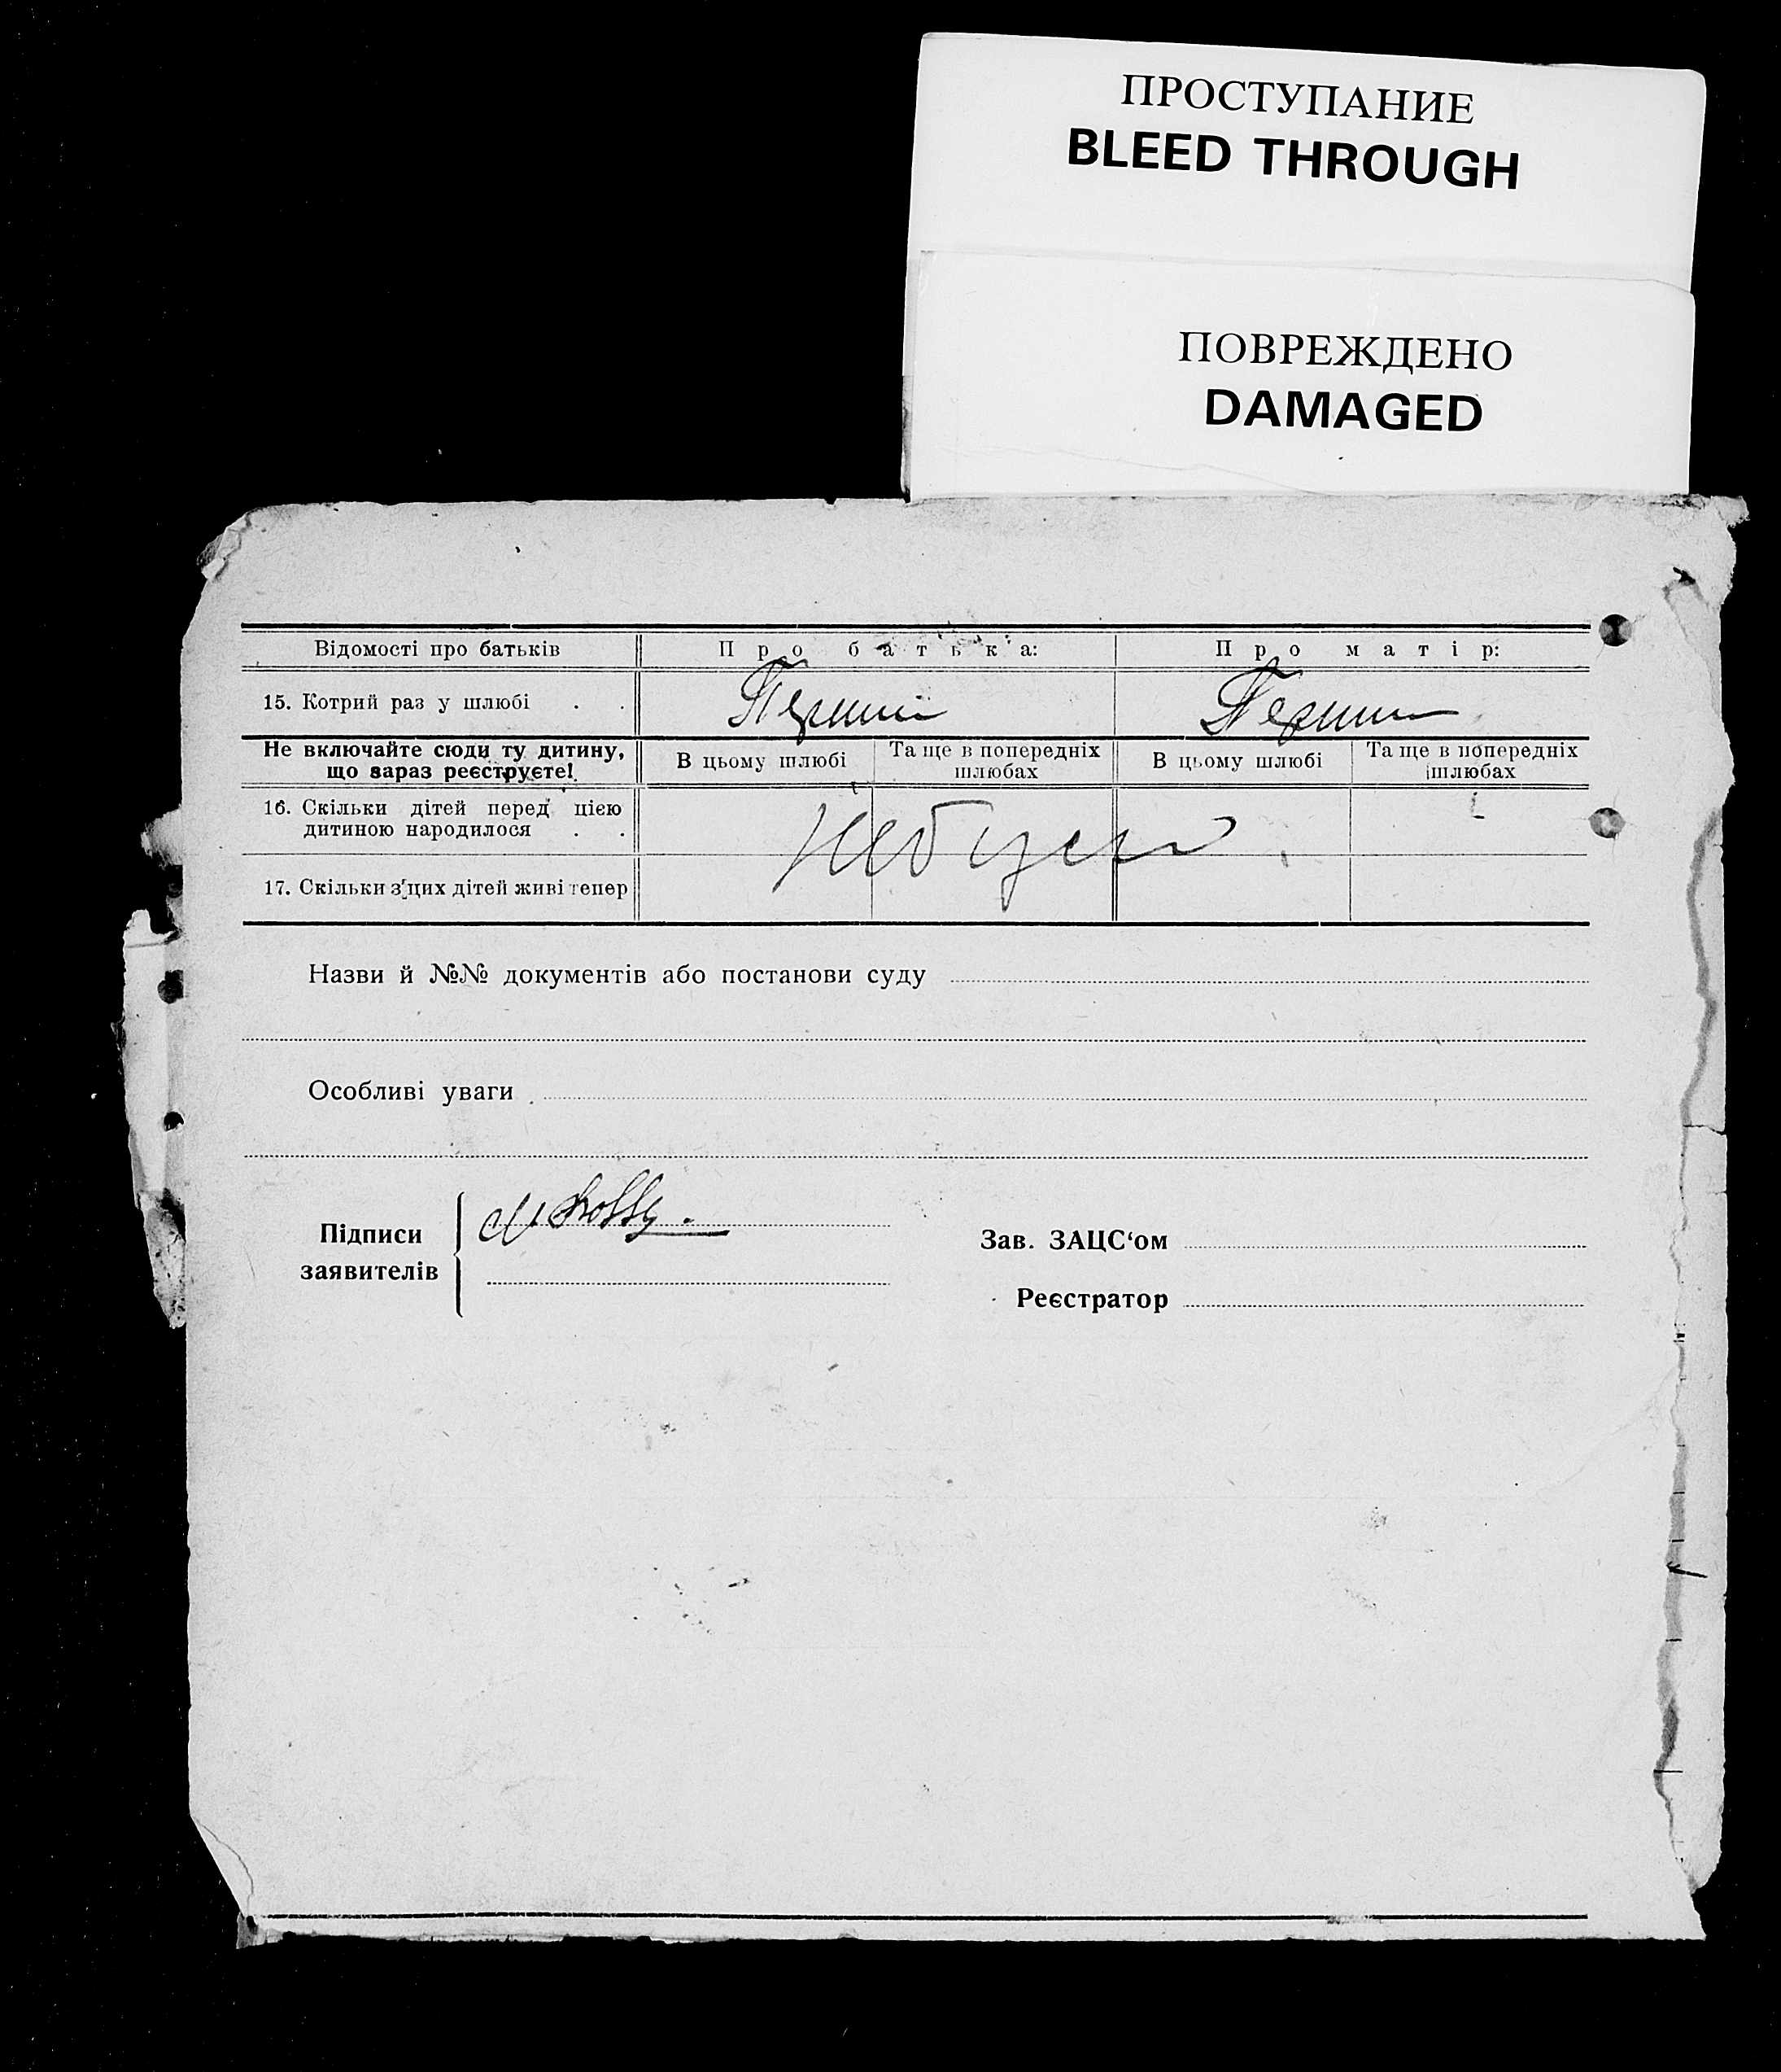 ПРОСТУПАНИЕ
BLEED THROUGH
ПОВРЕЖДЕНО
DAMAGED
Відомості про батьків Про батька: Про матір:
15. Котрий раз у шлюбі . . Перший Перший
Не включайте сюди ту дитину, що зараз реєструєте!
В цьому шлюбі Та ще в попередніх шлюбах В цьому шлюбі Та ще в попередніх шлюбах
16. Скільки дітей перед цією
дитиною народилося . .
17. Скільки з'цих дітей живі тепер
Назви й №№ документів або постанови суду
Особливі уваги
Підписи
заявителів
Зав. ЗАЦС‘ом
Реєстратор